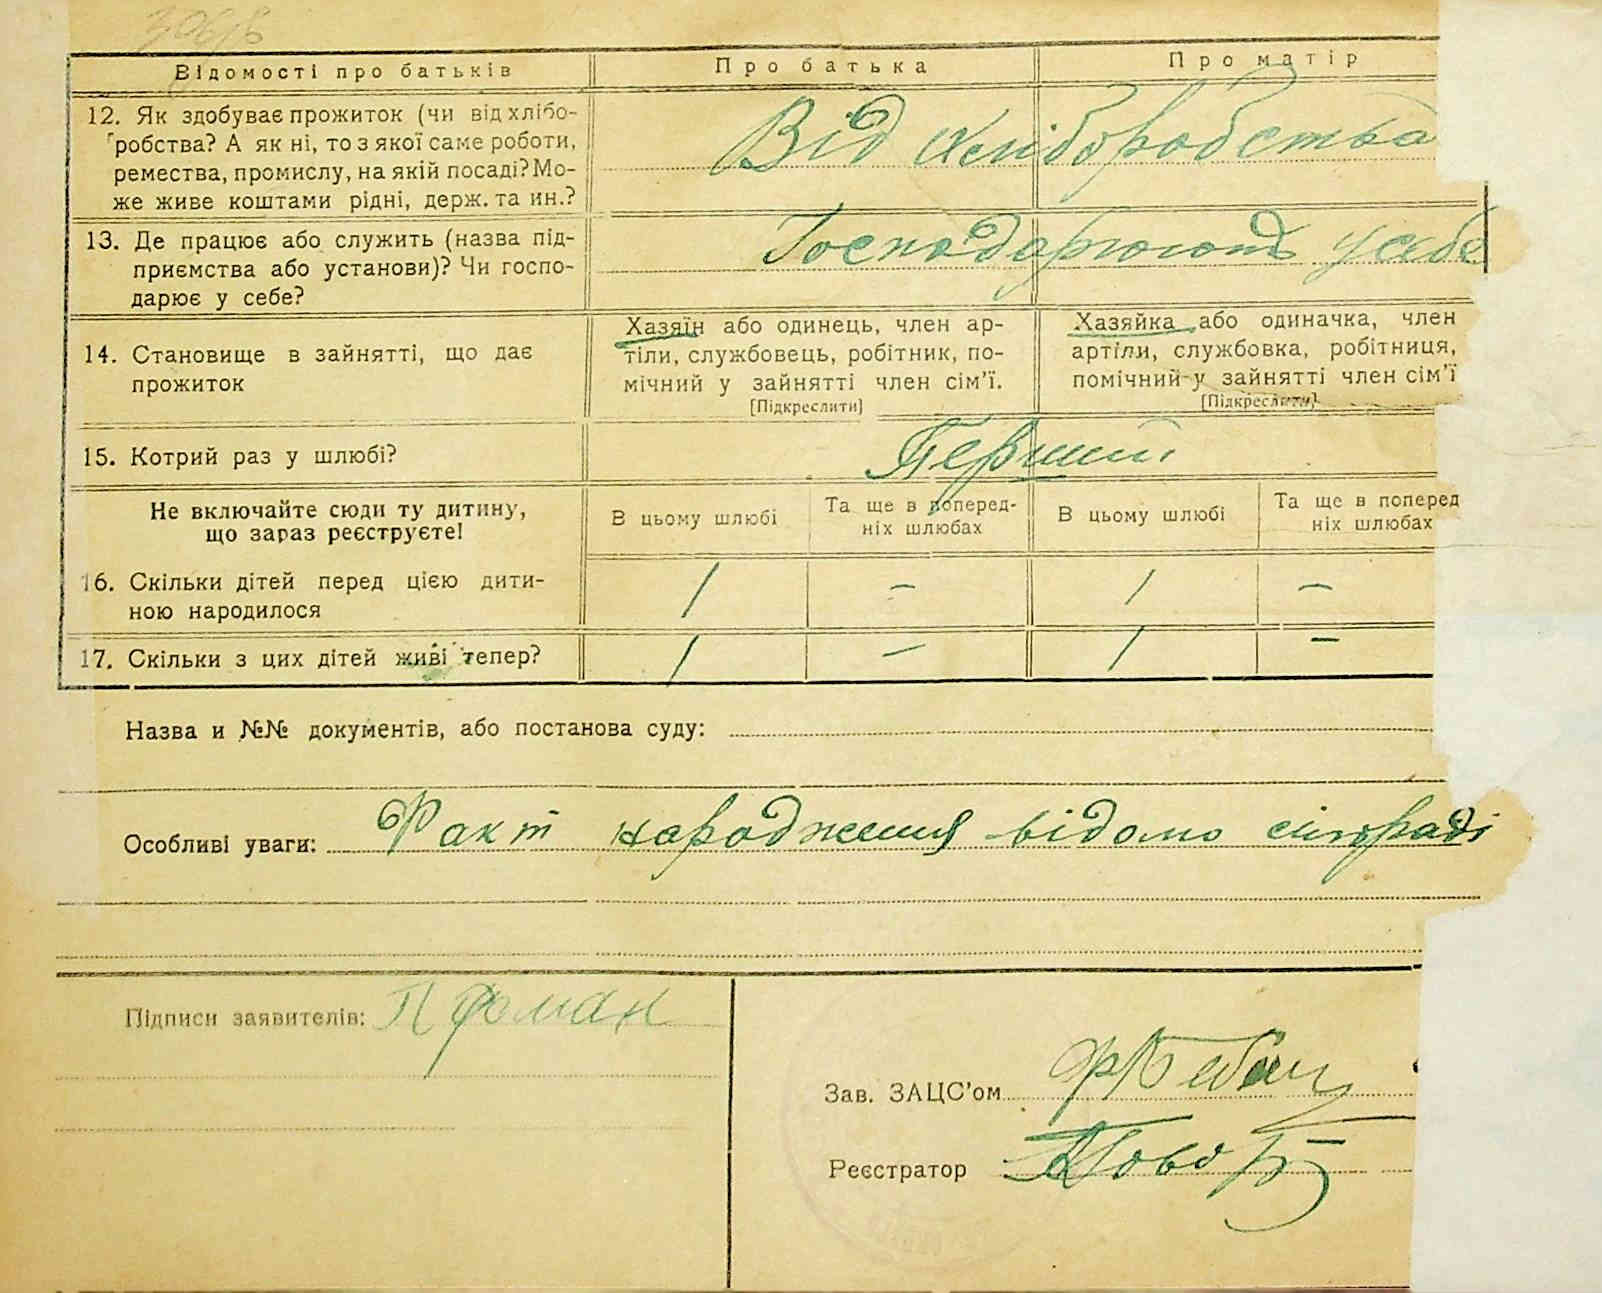 Відомості про батьків
Про батька
Про матір
12. Як здобуває прожиток (чи від хлібо-
робства? А як ні, то з якої саме роботи,
ремества, промислу, на якій посаді? Мо-
же живе коштами рідні, держ. та ин.?
Від хліборобства
13. Де працює або служить (назва під-
приємства або установи)? Чи госпо-
дарює у себе?
Господарюють у себе
14. Становище в зайнятті, що дає
прожиток
Хазяїн або одинець, член ар-
тіли, службовець, робітник, по-
мічний у зайнятті член сім'ї.
[Підкреслити]
Хазяйка або одиначка, член
артіли, службовка, робітниця,
помічний у зайнятті член сім'ї
[Підкреслити]
15. Котрий раз у шлюбі?
Перший
Не включайте сюди ту дитину,
що зараз реєструєте!
В цьому шлюбі
Та ще в поперед-
ніх шлюбах
В цьому шлюбі
Та ще в поперед
ніх шлюбах
16. Скільки дітей перед цією дити-
ною народилося
1 – 1 –
17. Скільки з цих дітей живі тепер?
1 – 1 –
Назва и №№ документів, або постанова суду:
Особливі уваги: Факт народження відомо сільраді
Підписи заявителів:
Зав. ЗАЦС'ом
Реєстратор